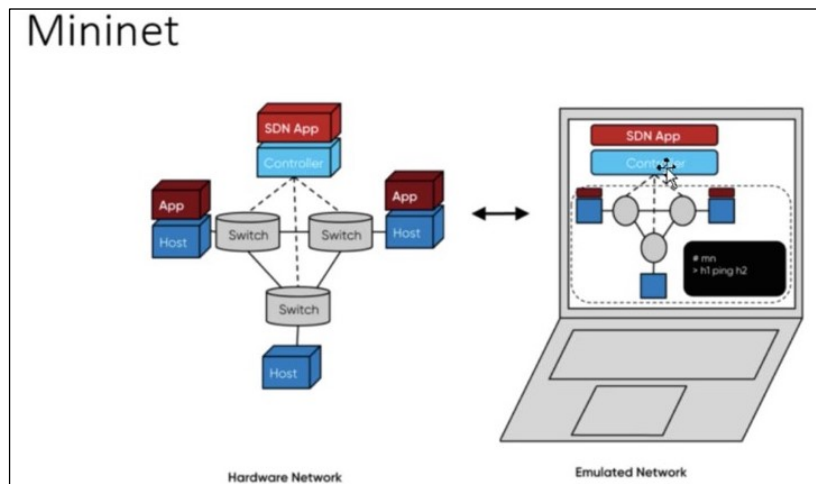 Mininet
SDN App
Controller
App
Host
Switch
Switch
App
Host
Switch
Host
Hardware Network
SDN App
Controller
# mn
> h1 ping h2
Emulated Network